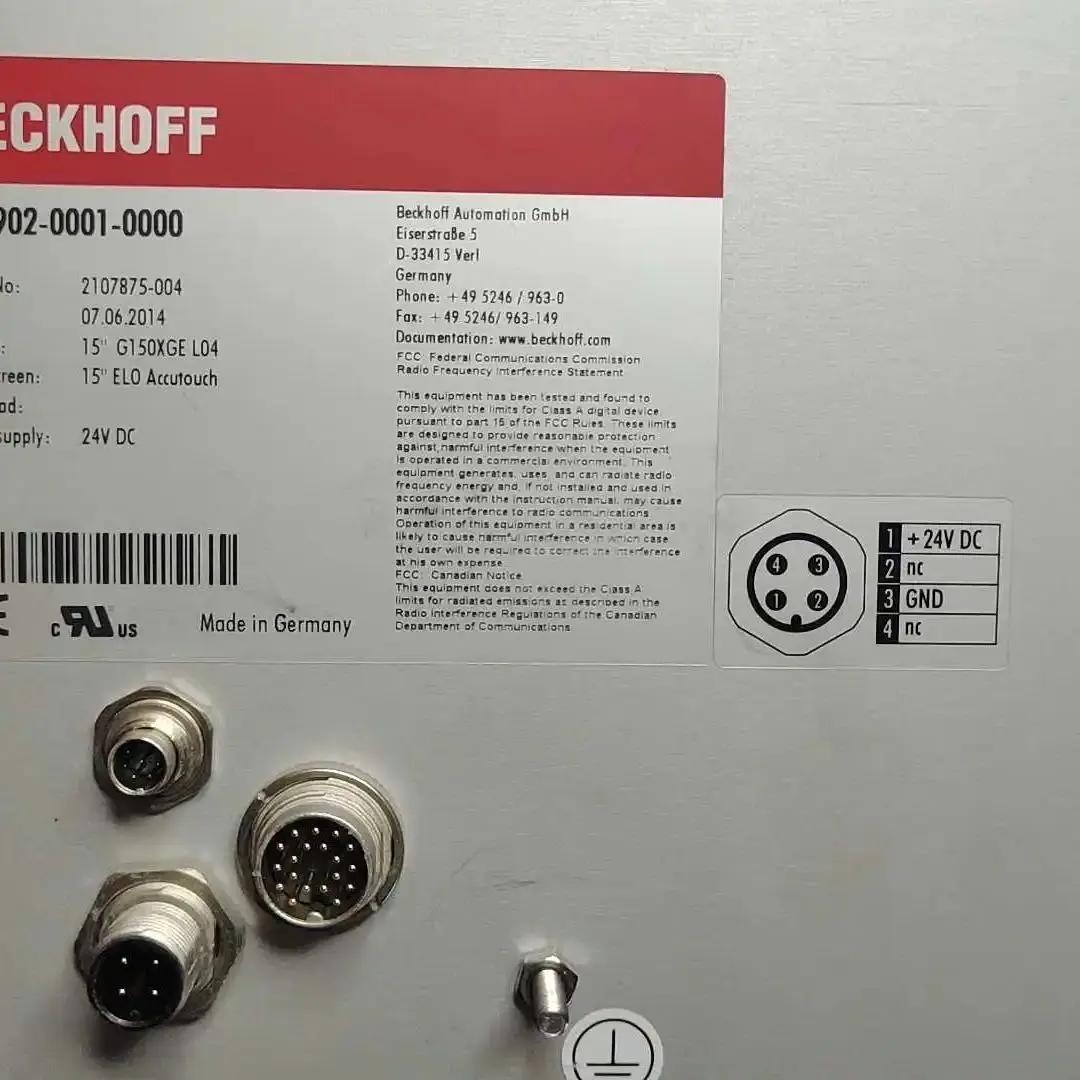 ECKHOFF
902-0001-0000
No: 2107875-004
07.06.2014
: 15" G150XGE L04
reen: 15" ELO Accutouch
ad:
supply: 24V DC
C US
Made in Germany
Beckhoff Automation GmbH
Eiserstraße 5
D-33415 Verl
Germany
Phone: +49 5246 / 963-0
Fax: +49 5246/ 963-149
Documentation: www.beckhoff.com
FCC: Federal Communications Commission
Radio Frequency Interference Statement
This equipment has been tested and found to
comply with the limits for Class A digital device
pursuant to part 15 of the FCC Rules. These limits
are designed to provide reasonable protection
against harmful interference when the equipment
is operated in a commercial environment. This
equipment generates, uses, and can radiate radio
frequency energy and, if not installed and used in
accordance with the instruction manual, may cause
harmful interference to radio communications.
Operation of this equipment in a residential area is
likely to cause harmful interference in which case
the user will be required to correct the interference
at his own expense.
FCC: Canadian Notice
This equipment does not exceed the Class A
limits for radiated emissions as described in the
Radio Interference Regulations of the Canadian
Department of Communications.
4 3
1 2
1 +24V DC
2 nc
3 GND
4 nc